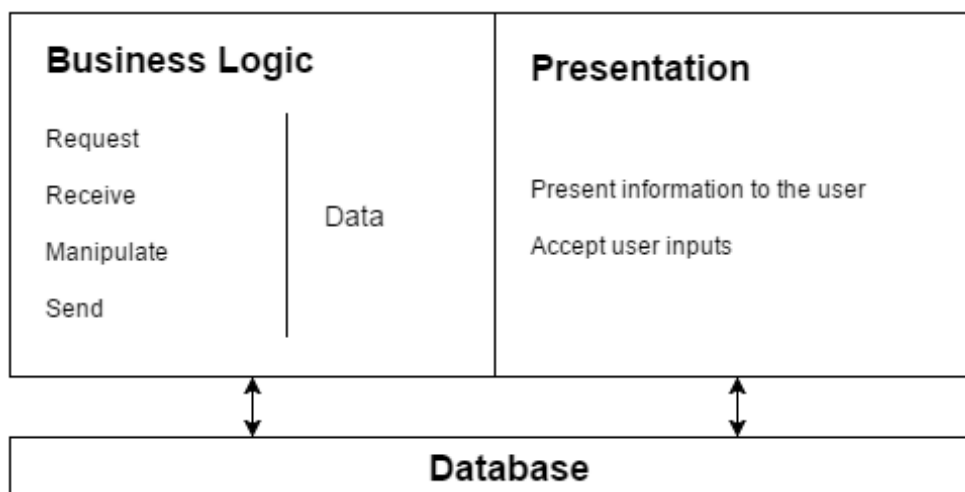 Business Logic
Request
Receive
Manipulate
Send
Data
Presentation
Present information to the user
Accept user inputs
Database